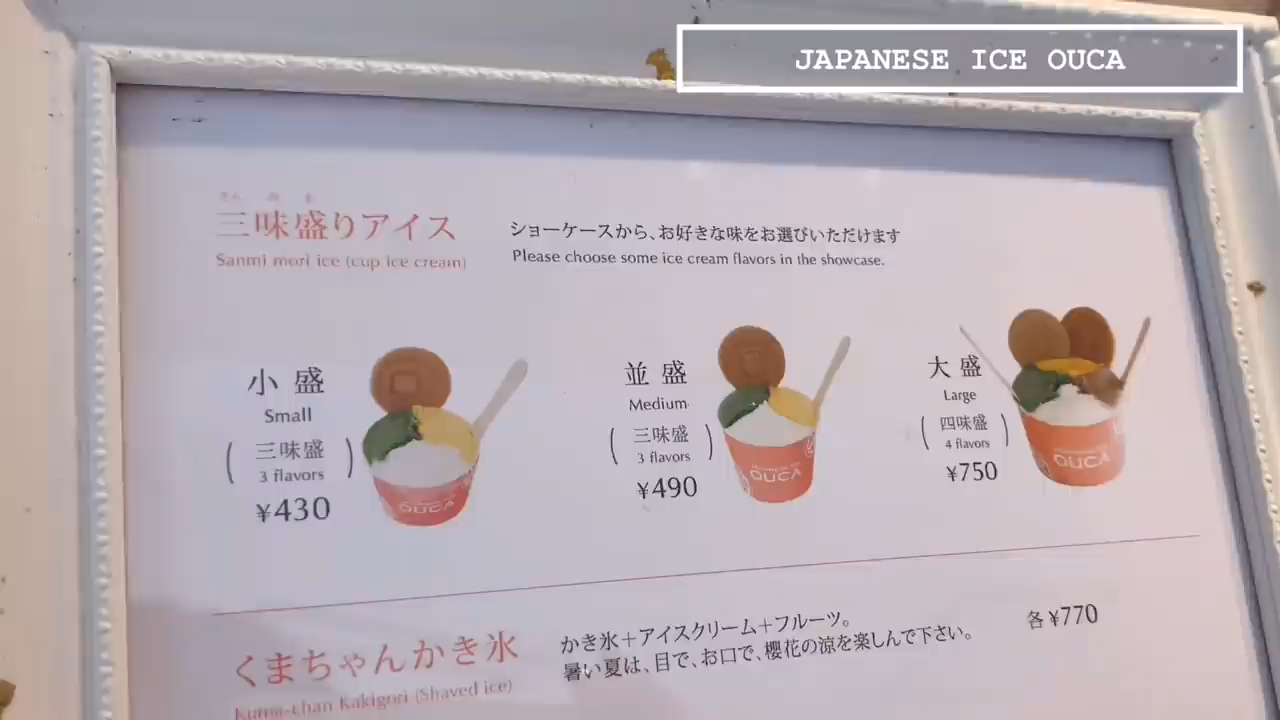 JAPANESE ICE OUCA
さん み も
三味盛りアイス
Sanmi mori ice (cup ice cream)
ショーケースから、お好きな味をお選びいただけます
Please choose some ice cream flavors in the showcase.
小盛
Small
(三味盛
3 flavors)
¥430
OUCA
並盛
Medium
(三味盛
3 flavors)
¥490
OUCA
大盛
Large
(四味盛
4 flavors)
¥750
OUCA
くまちゃんかき氷
Kuma-chan Kakigori (Shaved ice)
かき氷+アイスクリーム+フルーツ。
暑い夏は、目で、お口で、櫻花の涼を楽しんで下さい。
各¥770